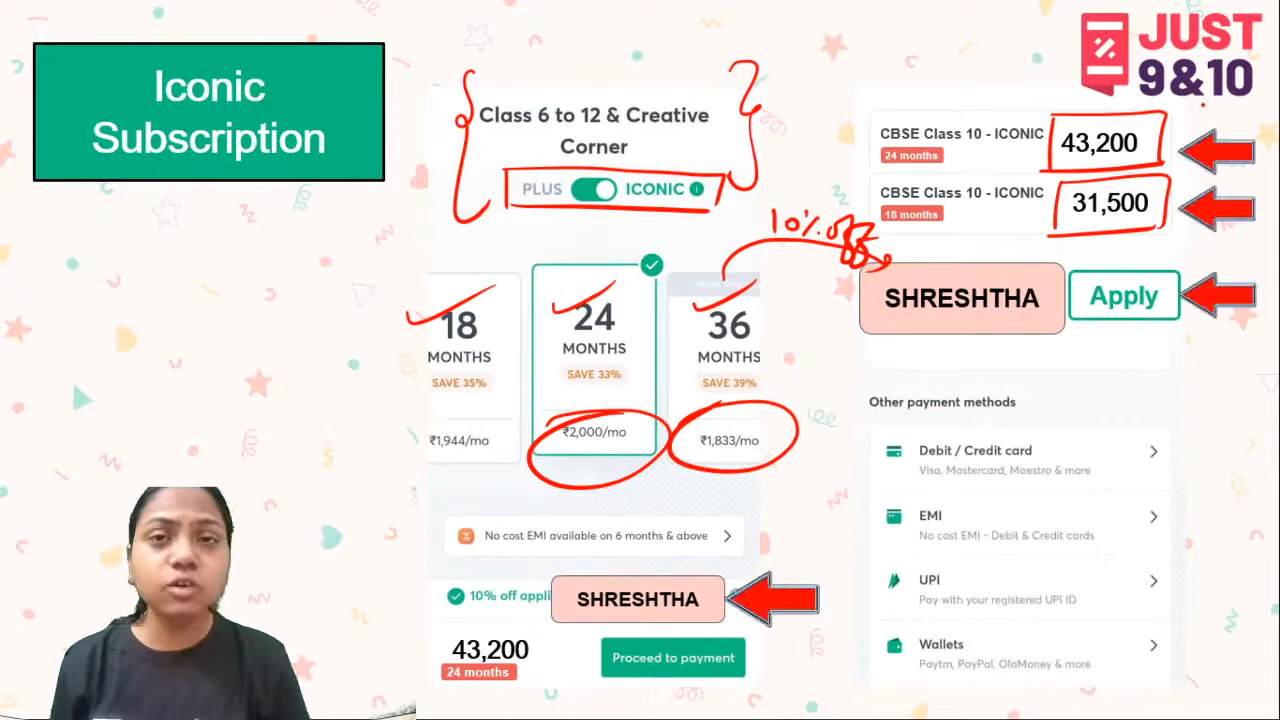 Iconic
Subscription
Class 6 to 12 & Creative
Corner
PLUS ICONIC
18
MONTHS
SAVE 35%
₹1,944/mo
24
MONTHS
SAVE 33%
₹2,000/mo
36
MONTHS
SAVE 39%
₹1,833/mo
No cost EMI available on 6 months & above
10% off appli
SHRESHTHA
43,200
24 months
Proceed to payment
10% off
JUST
9&10
CBSE Class 10 - ICONIC
24 months
43,200
CBSE Class 10 - ICONIC
18 months
31,500
SHRESHTHA
Apply
Other payment methods
Debit / Credit card
Visa, Mastercard, Maestro & more
EMI
No cost EMI - Debit & Credit cards
UPI
Pay with your registered UPI ID
Wallets
Paytm, PayPal, OlaMoney & more